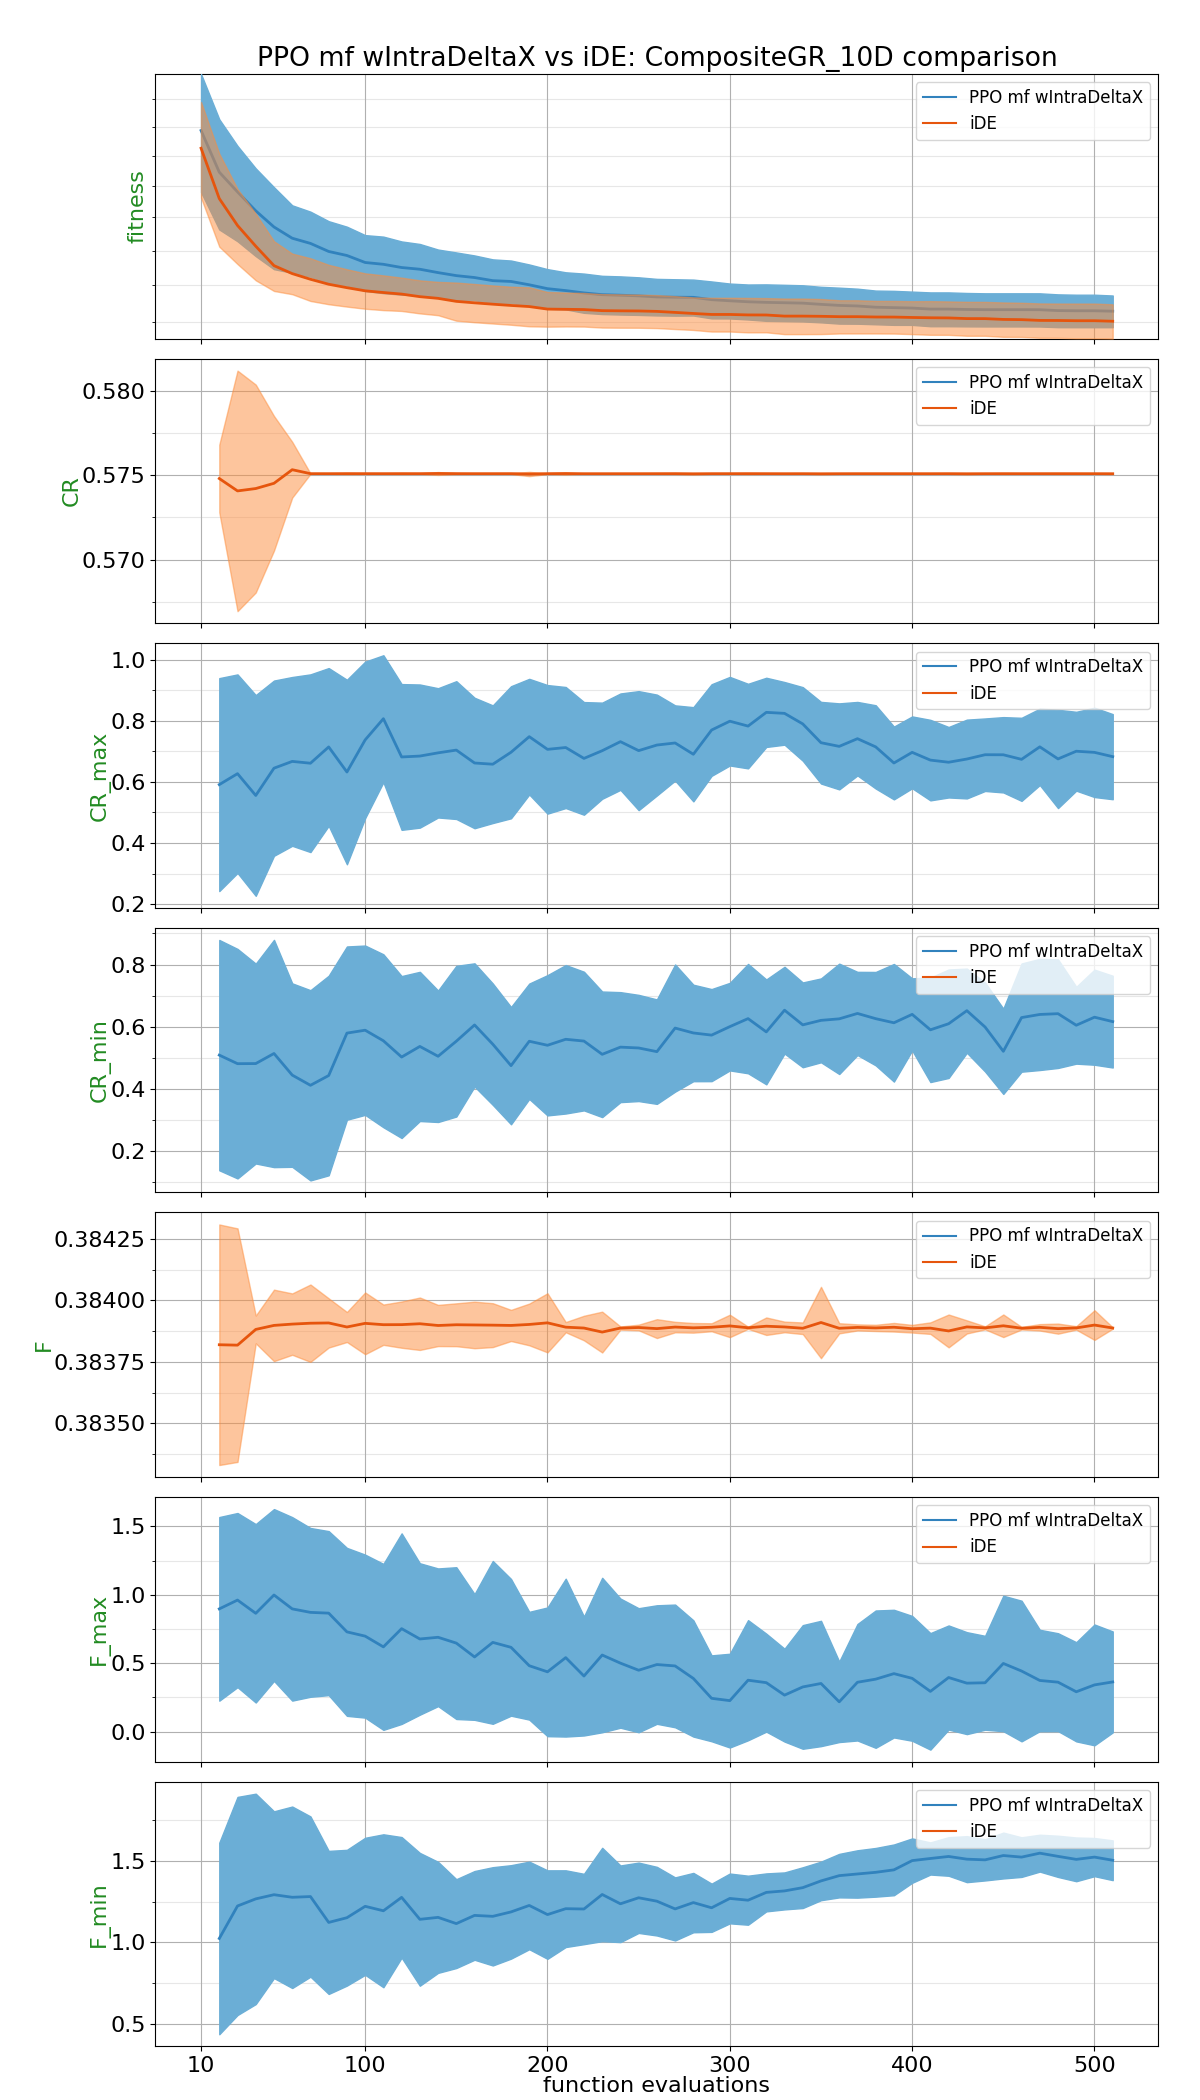 PPO mf wIntraDeltaX vs iDE: CompositeGR_10D comparison
fitness
PPO mf wIntraDeltaX
iDE
CR
0.580
0.575
0.570
PPO mf wIntraDeltaX
iDE
CR_max
1.0
0.8
0.6
0.4
0.2
PPO mf wIntraDeltaX
iDE
CR_min
0.8
0.6
0.4
0.2
PPO mf wIntraDeltaX
iDE
F
0.38425
0.38400
0.38375
0.38350
PPO mf wIntraDeltaX
iDE
F_max
1.5
1.0
0.5
0.0
PPO mf wIntraDeltaX
iDE
F_min
1.5
1.0
0.5
PPO mf wIntraDeltaX
iDE
10 100 200 300 400 500
function evaluations